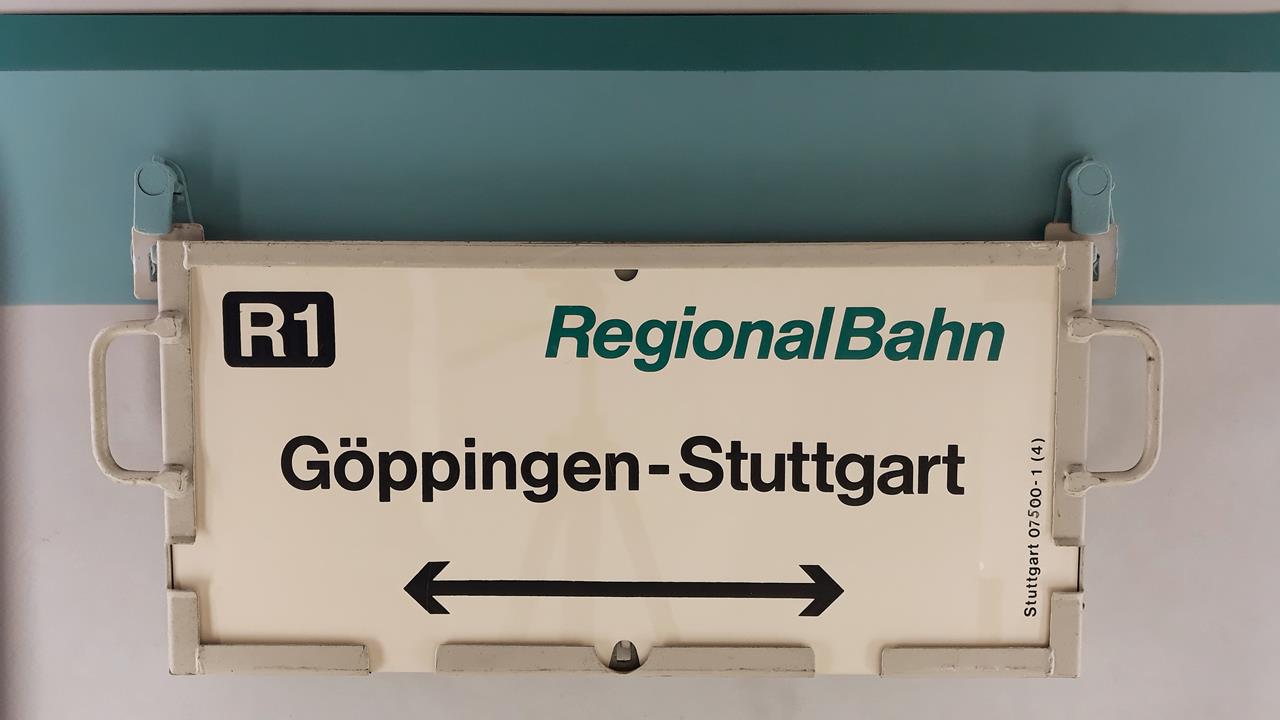 R1
RegionalBahn
Göppingen-Stuttgart
Stuttgart 07500-1 (4)